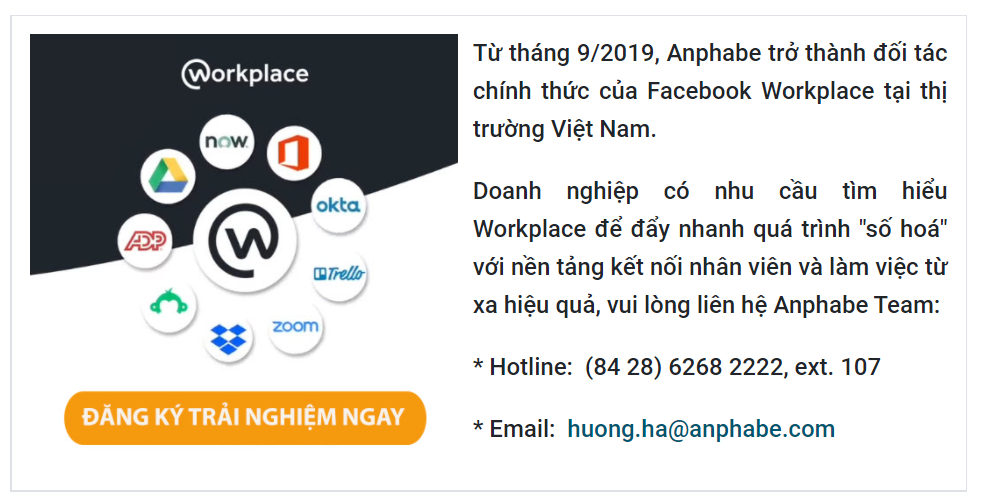 Workplace
now
okta
ADP
Trello
zoom
ĐĂNG KÝ TRẢI NGHIỆM NGAY
Từ tháng 9/2019, Anphabe trở thành đối tác
chính thức của Facebook Workplace tại thị
trường Việt Nam.
Doanh nghiệp có nhu cầu tìm hiểu
Workplace để đẩy nhanh quá trình "số hoá"
với nền tảng kết nối nhân viên và làm việc từ
xa hiệu quả, vui lòng liên hệ Anphabe Team:
* Hotline: (84 28) 6268 2222, ext. 107
* Email: huong.ha@anphabe.com